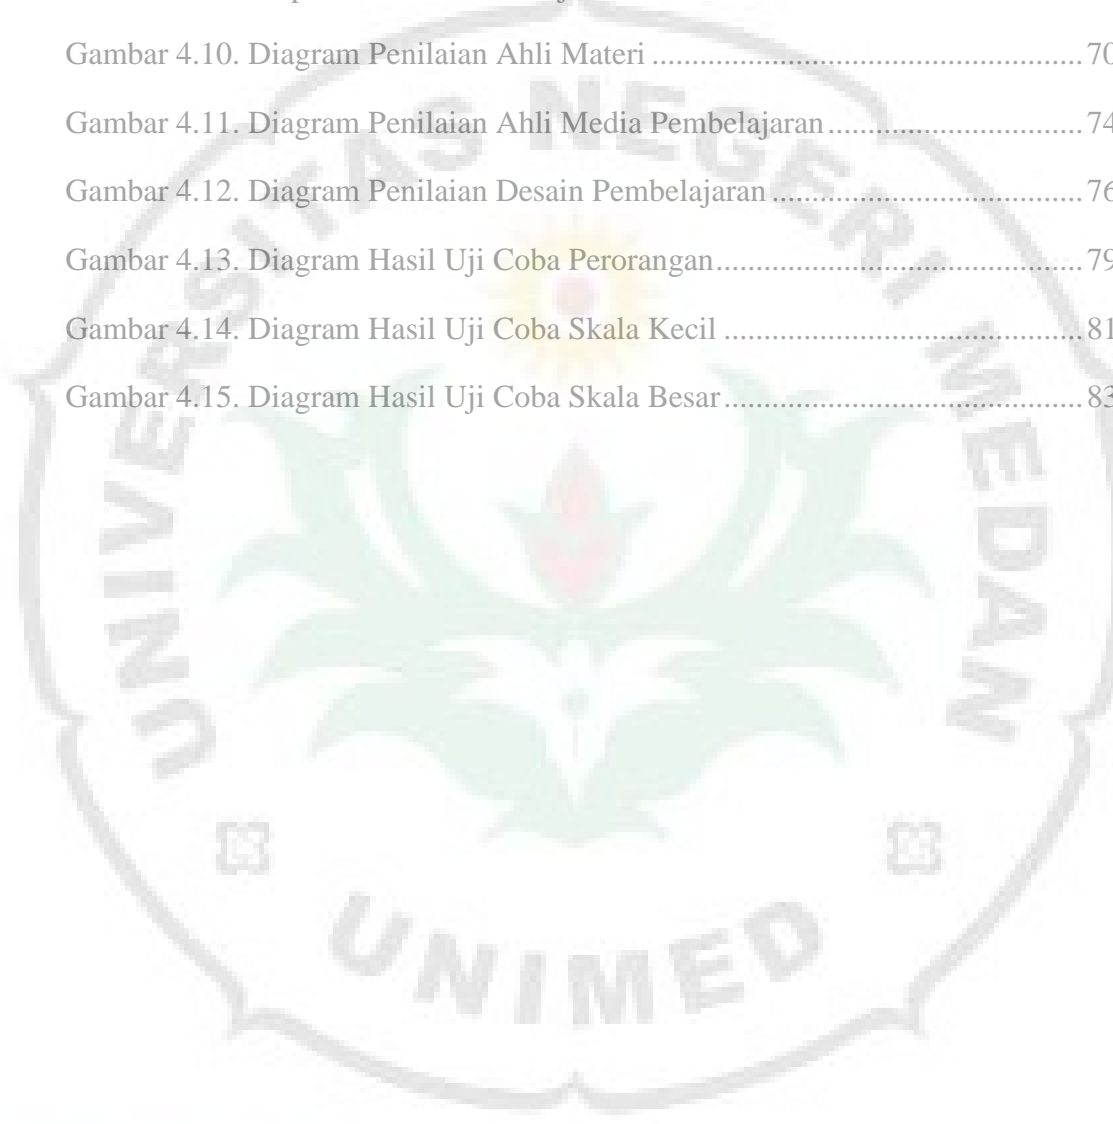 Gambar 4.10. Diagram Penilaian Ahli Materi ..................................................... 70
Gambar 4.11. Diagram Penilaian Ahli Media Pembelajaran ............................... 74
Gambar 4.12. Diagram Penilaian Desain Pembelajaran ...................................... 76
Gambar 4.13. Diagram Hasil Uji Coba Perorangan ............................................. 79
Gambar 4.14. Diagram Hasil Uji Coba Skala Kecil ............................................ 81
Gambar 4.15. Diagram Hasil Uji Coba Skala Besar ............................................ 83
UNIVERSITAS NEGERI MEDAN
UNIMED